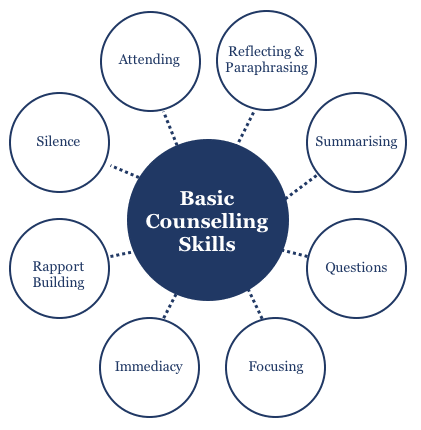 Basic
Counselling
Skills
Attending
Reflecting &
Paraphrasing
Summarising
Questions
Focusing
Immediacy
Rapport
Building
Silence